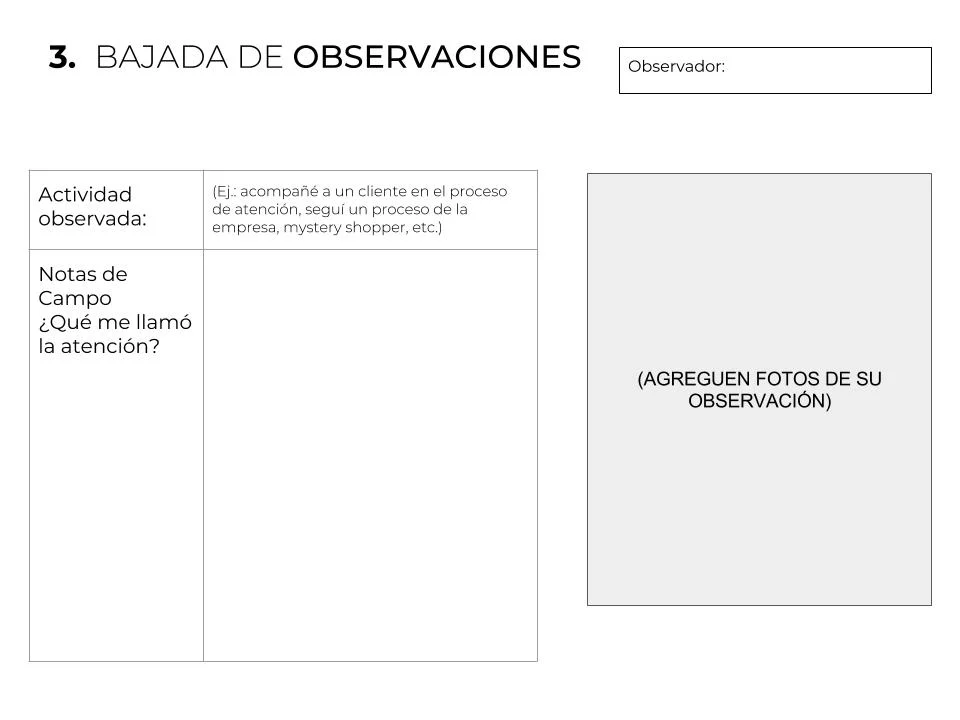 3. BAJADA DE OBSERVACIONES
Observador:
Actividad
observada:
(Ej.: acompañé a un cliente en el proceso
de atención, seguí un proceso de la
empresa, mystery shopper, etc.)
Notas de
Campo
¿Qué me llamó
la atención?
(AGREGUEN FOTOS DE SU
OBSERVACIÓN)